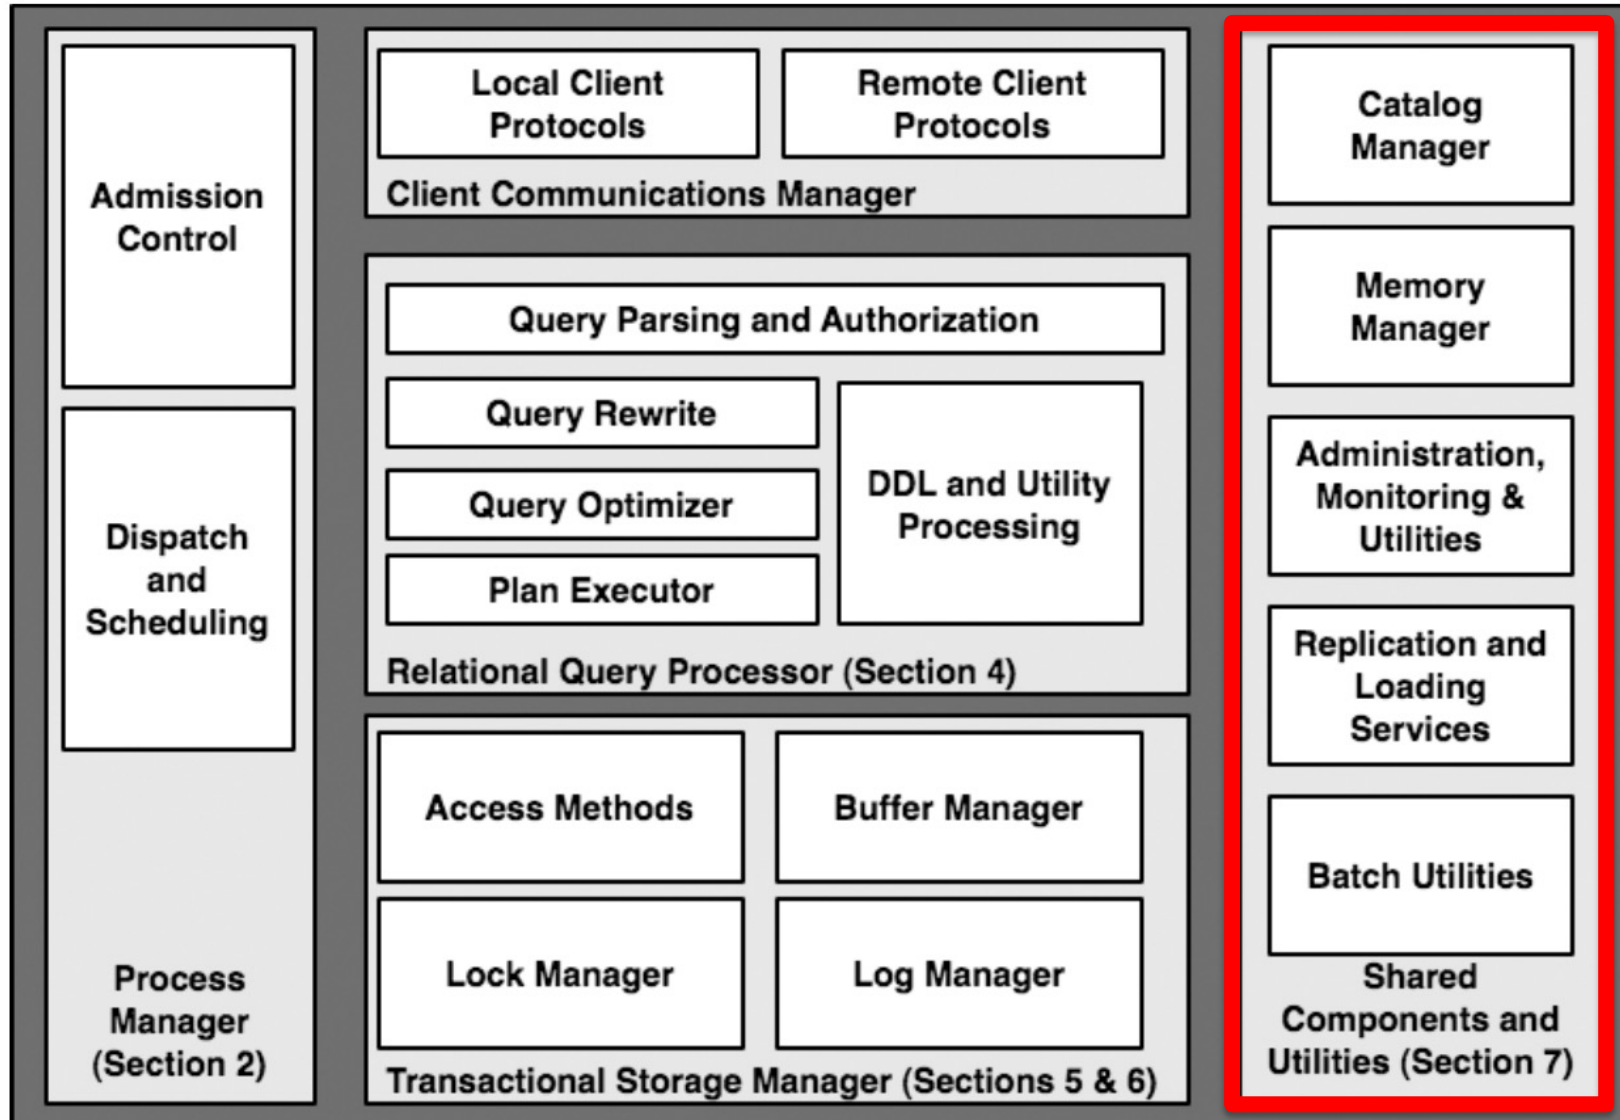 Admission
Control
Dispatch
and
Scheduling
Process
Manager
(Section 2)
Local Client
Protocols
Remote Client
Protocols
Client Communications Manager
Query Parsing and Authorization
Query Rewrite
Query Optimizer
Plan Executor
DDL and Utility
Processing
Relational Query Processor (Section 4)
Access Methods
Buffer Manager
Lock Manager
Log Manager
Transactional Storage Manager (Sections 5 & 6)
Catalog
Manager
Memory
Manager
Administration,
Monitoring &
Utilities
Replication and
Loading
Services
Batch Utilities
Shared
Components and
Utilities (Section 7)